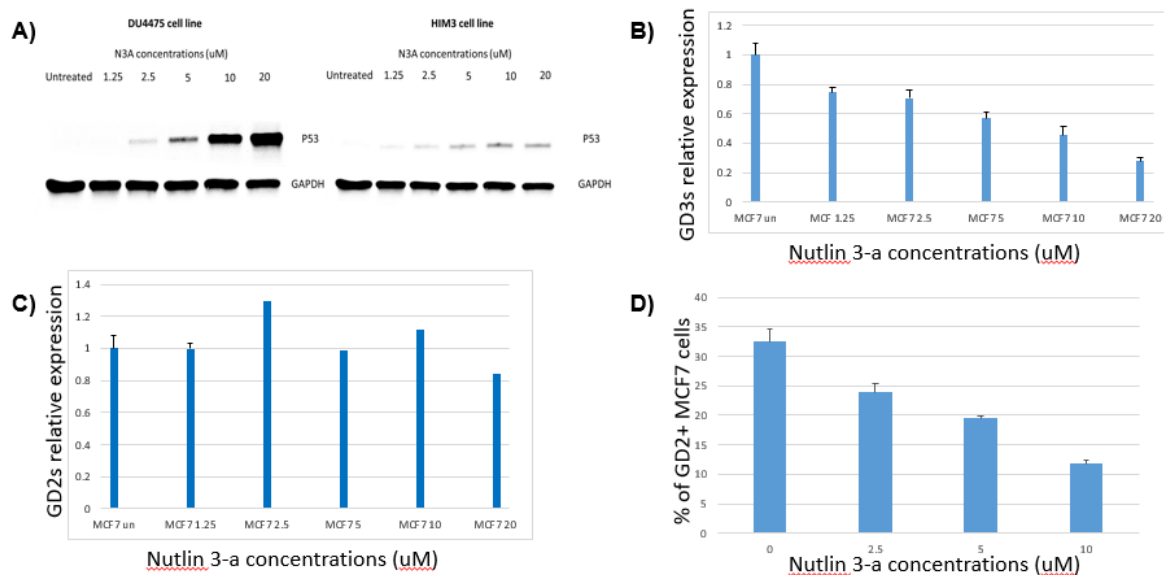 A)
DU4475 cell line
HIM3 cell line
N3A concentrations (uM)
N3A concentrations (uM)
Untreated 1.25 2.5 5 10 20
Untreated 1.25 2.5 5 10 20
P53
P53
GAPDH
GAPDH
B)
GD3s relative expression
1.2
1
0.8
0.6
0.4
0.2
0
MCF7 un MCF 1.25 MCF7 2.5 MCF7 5 MCF7 10 MCF7 20
Nutlin 3-a concentrations (uM)
C)
GD2s relative expression
1.4
1.2
1
0.8
0.6
0.4
0.2
0
MCF7 un MCF7 1.25 MCF7 2.5 MCF7 5 MCF7 10 MCF7 20
Nutlin 3-a concentrations (uM)
D)
% of GD2+ MCF7 cells
40
35
30
25
20
15
10
5
0
0 2.5 5 10
Nutlin 3-a concentrations (uM)